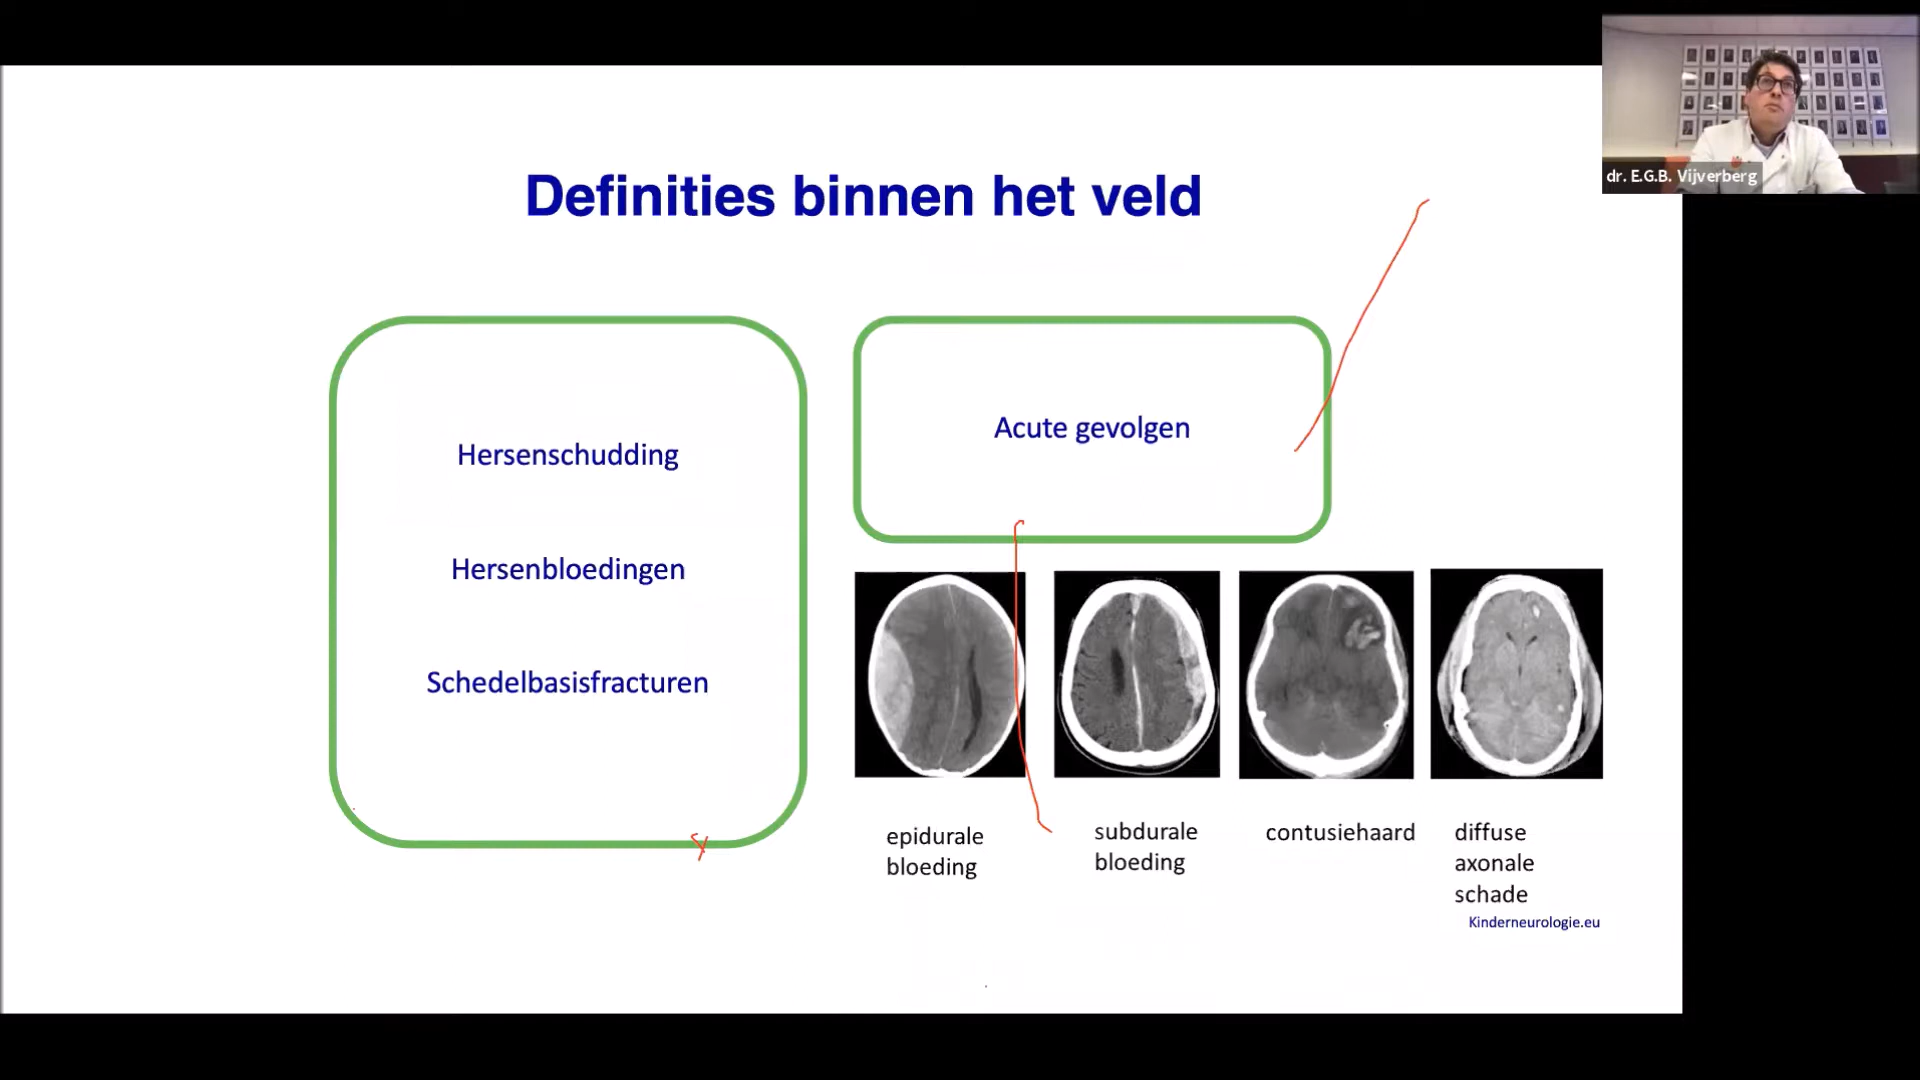 dr. E.G.B. Vijverberg
Definities binnen het veld
Hersenschudding
Hersenbloedingen
Schedelbasisfracturen
Acute gevolgen
epidurale
bloeding
subdurale
bloeding
contusiehaard
diffuse
axonale
schade
Kinderneurologie.eu